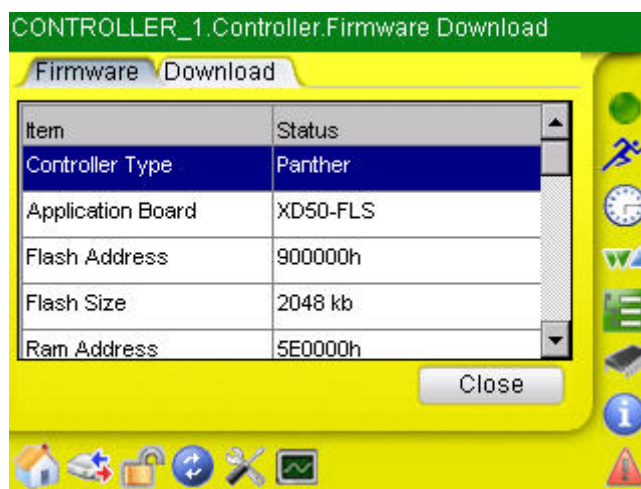 CONTROLLER_1.Controller.Firmware Download
Firmware Download
Item Status
Controller Type Panther
Application Board XD50-FLS
Flash Address 900000h
Flash Size 2048 kb
Ram Address 5E0000h
Close